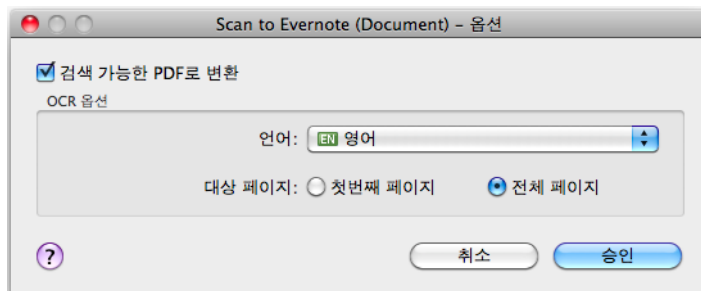 Scan to Evernote (Document) – 옵션
검색 가능한 PDF로 변환
OCR 옵션
언어: EN 영어
대상 페이지: 첫번째 페이지 전체 페이지
? 취소 승인